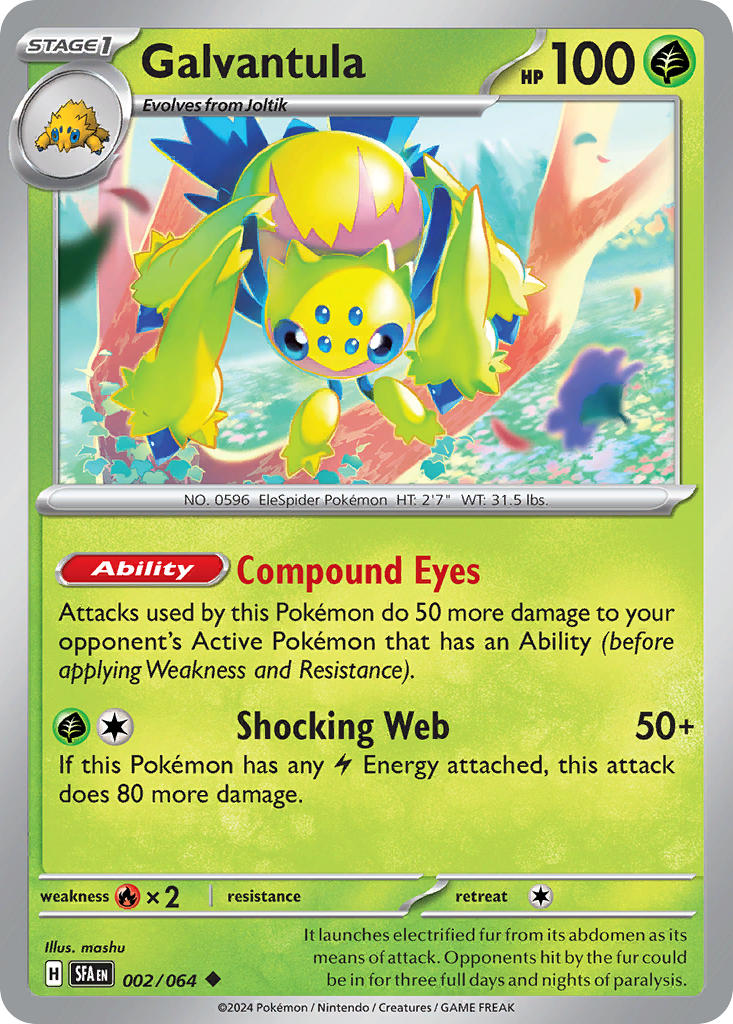 STAGE 1
Galvantula
HP 100
Evolves from Joltik
NO. 0596 EleSpider Pokémon HT: 2'7" WT: 31.5 lbs.
Ability Compound Eyes
Attacks used by this Pokémon do 50 more damage to your
opponent's Active Pokémon that has an Ability (before
applying Weakness and Resistance).
Shocking Web 50+
If this Pokémon has any Energy attached, this attack
does 80 more damage.
weakness ×2 resistance retreat
Illus. mashu
H SFA EN 002/064
It launches electrified fur from its abdomen as its
means of attack. Opponents hit by the fur could
be in for three full days and nights of paralysis.
©2024 Pokémon / Nintendo / Creatures / GAME FREAK